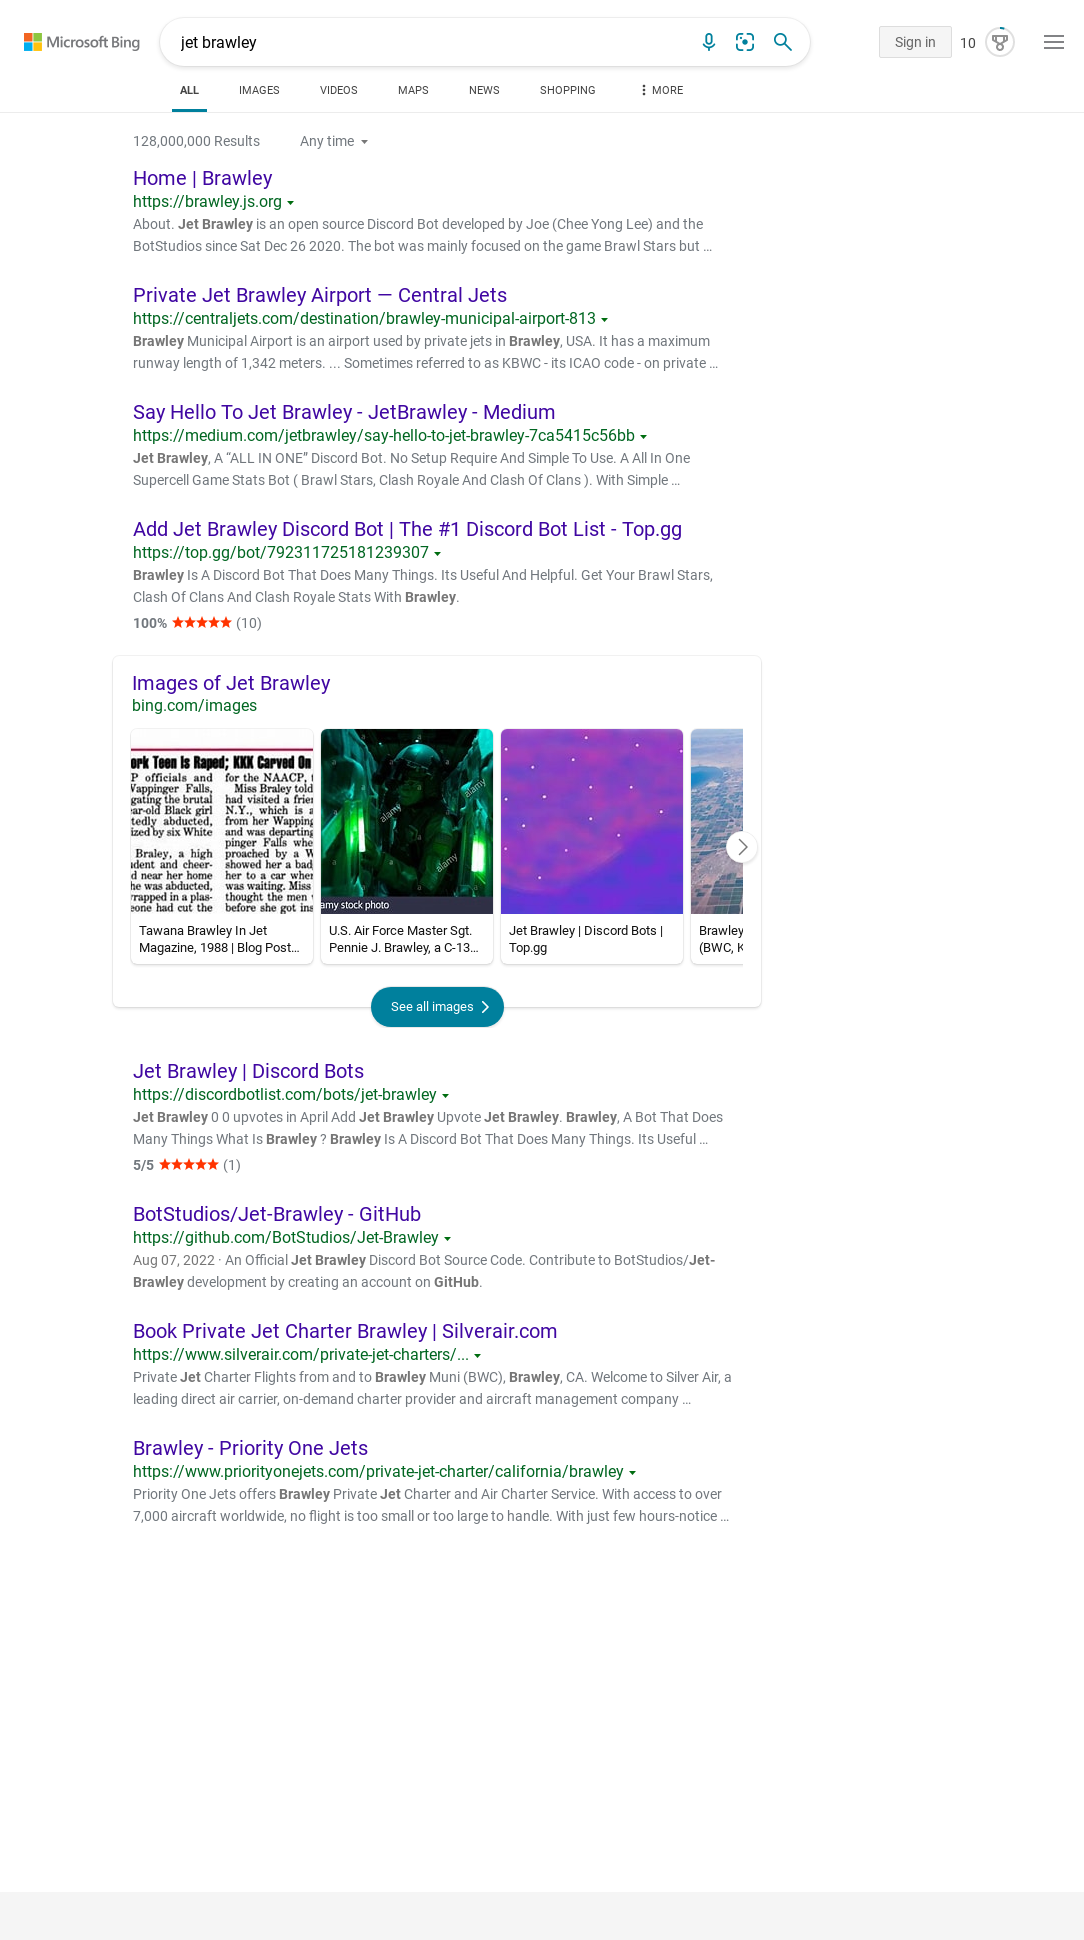 Microsoft Bing
jet brawley
Sign in
10
ALL
IMAGES
VIDEOS
MAPS
NEWS
SHOPPING
MORE
128,000,000 Results
Any time
Home | Brawley
https://brawley.js.org
About. Jet Brawley is an open source Discord Bot developed by Joe (Chee Yong Lee) and the
BotStudios since Sat Dec 26 2020. The bot was mainly focused on the game Brawl Stars but …
Private Jet Brawley Airport — Central Jets
https://centraljets.com/destination/brawley-municipal-airport-813
Brawley Municipal Airport is an airport used by private jets in Brawley, USA. It has a maximum
runway length of 1,342 meters. ... Sometimes referred to as KBWC - its ICAO code - on private …
Say Hello To Jet Brawley - JetBrawley - Medium
https://medium.com/jetbrawley/say-hello-to-jet-brawley-7ca5415c56bb
Jet Brawley, A “ALL IN ONE” Discord Bot. No Setup Require And Simple To Use. A All In One
Supercell Game Stats Bot ( Brawl Stars, Clash Royale And Clash Of Clans ). With Simple …
Add Jet Brawley Discord Bot | The #1 Discord Bot List - Top.gg
https://top.gg/bot/792311725181239307
Brawley Is A Discord Bot That Does Many Things. Its Useful And Helpful. Get Your Brawl Stars,
Clash Of Clans And Clash Royale Stats With Brawley.
100% (10)
Images of Jet Brawley
bing.com/images
ork Teen Is Raped; KKK Carved On
P officials and
Wappinger Falls,
gating the brutal
ear-old Black girl
tedly abducted,
ized by six White
Braley, a high
dent and cheer-
d near her home
he was abducted,
wrapped in a plas-
eone had cut the
for the NAACP, t
Miss Braley told
had visited a frien
N.Y., which is a
from her Wapping
and was departing
pinger Falls whe
proached by a W
showed her a bad
her to a car whe
was waiting. Miss
thought the men
before she got ins
alamy
alamy
alamy
a
a
a
a
a
a
amy stock photo
Tawana Brawley In Jet
Magazine, 1988 | Blog Post…
U.S. Air Force Master Sgt.
Pennie J. Brawley, a C-13…
Jet Brawley | Discord Bots |
Top.gg
Brawley
(BWC, K
See all images
Jet Brawley | Discord Bots
https://discordbotlist.com/bots/jet-brawley
Jet Brawley 0 0 upvotes in April Add Jet Brawley Upvote Jet Brawley. Brawley, A Bot That Does
Many Things What Is Brawley ? Brawley Is A Discord Bot That Does Many Things. Its Useful …
5/5 (1)
BotStudios/Jet-Brawley - GitHub
https://github.com/BotStudios/Jet-Brawley
Aug 07, 2022 · An Official Jet Brawley Discord Bot Source Code. Contribute to BotStudios/Jet-
Brawley development by creating an account on GitHub.
Book Private Jet Charter Brawley | Silverair.com
https://www.silverair.com/private-jet-charters/...
Private Jet Charter Flights from and to Brawley Muni (BWC), Brawley, CA. Welcome to Silver Air, a
leading direct air carrier, on-demand charter provider and aircraft management company …
Brawley - Priority One Jets
https://www.priorityonejets.com/private-jet-charter/california/brawley
Priority One Jets offers Brawley Private Jet Charter and Air Charter Service. With access to over
7,000 aircraft worldwide, no flight is too small or too large to handle. With just few hours-notice …